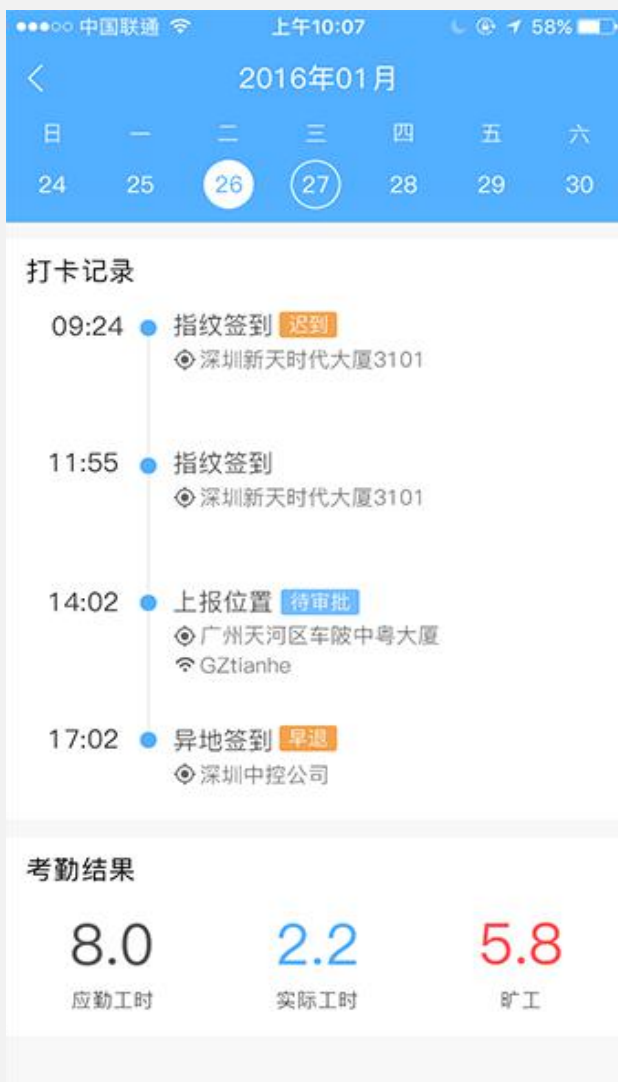 中国联通 上午10:07 58%
2016年01月
日 一 二 三 四 五 六
24 25 26 27 28 29 30
打卡记录
09:24 指纹签到 迟到
深圳新天时代大厦3101
11:55 指纹签到
深圳新天时代大厦3101
14:02 上报位置 待审批
广州天河区车陂中粤大厦
GZtianhe
17:02 异地签到 早退
深圳中控公司
考勤结果
8.0 2.2 5.8
应勤工时 实际工时 旷工